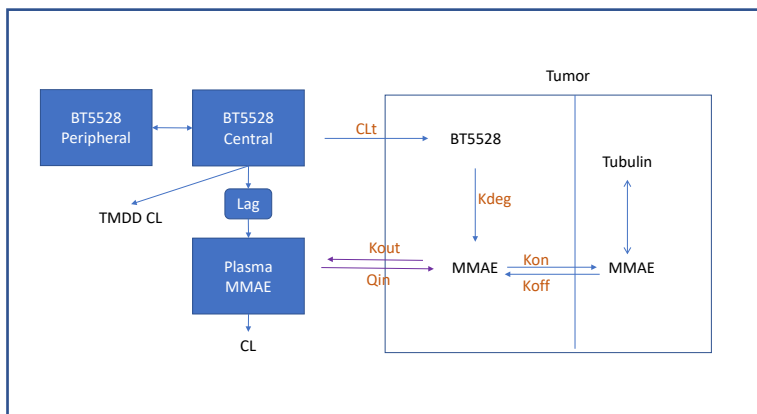 Tumor
BT5528
Peripheral
BT5528
Central
CLt
BT5528
Tubulin
Lag
TMDD CL
Kdeg
Plasma
MMAE
Kout
Qin
MMAE
Kon
Koff
MMAE
CL